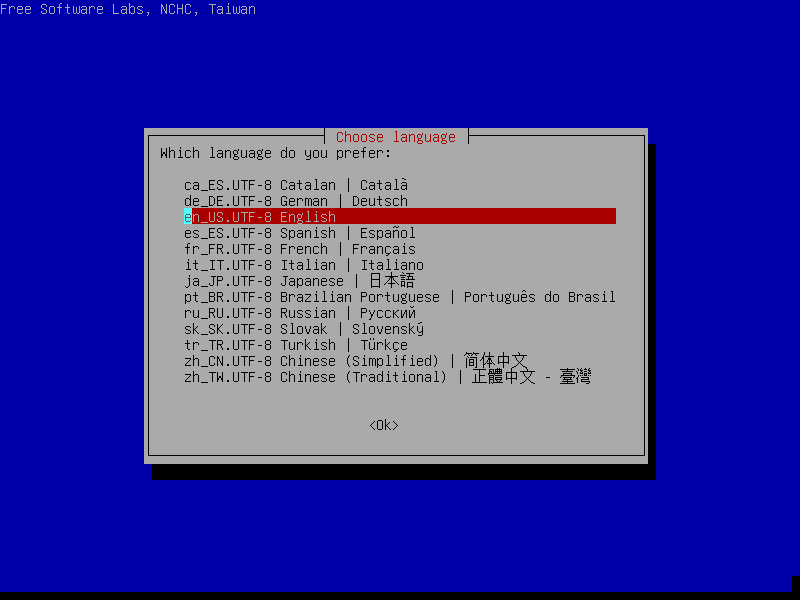 Free Software Labs, NCHC, Taiwan
Choose language
Which language do you prefer:
ca_ES.UTF-8 Catalan | Català
de_DE.UTF-8 German | Deutsch
en_US.UTF-8 English
es_ES.UTF-8 Spanish | Español
fr_FR.UTF-8 French | Français
it_IT.UTF-8 Italian | Italiano
ja_JP.UTF-8 Japanese | 日本語
pt_BR.UTF-8 Brazilian Portuguese | Português do Brasil
ru_RU.UTF-8 Russian | Русский
sk_SK.UTF-8 Slovak | Slovenský
tr_TR.UTF-8 Turkish | Türkçe
zh_CN.UTF-8 Chinese (Simplified) | 简体中文
zh_TW.UTF-8 Chinese (Traditional) | 正體中文 - 臺灣
<Ok>